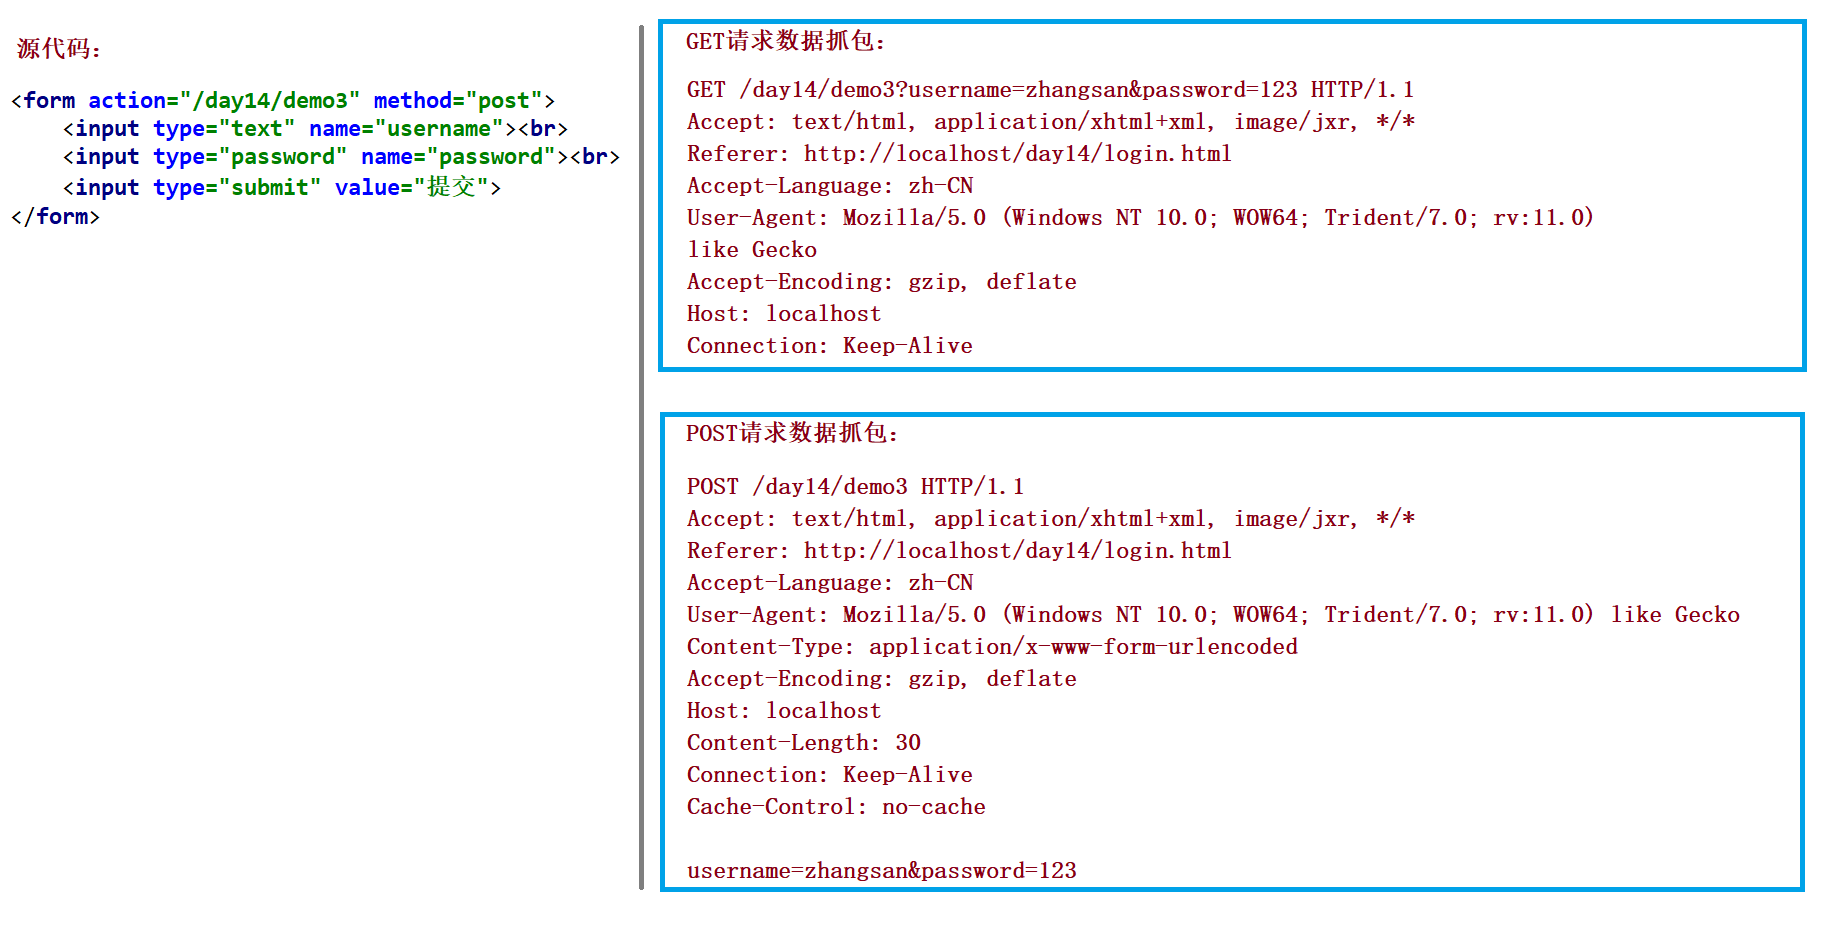 源代码：
<form action="/day14/demo3" method="post">
    <input type="text" name="username"><br>
    <input type="password" name="password"><br>
    <input type="submit" value="提交">
</form>
GET请求数据抓包：
GET /day14/demo3?username=zhangsan&password=123 HTTP/1.1
Accept: text/html, application/xhtml+xml, image/jxr, */*
Referer: http://localhost/day14/login.html
Accept-Language: zh-CN
User-Agent: Mozilla/5.0 (Windows NT 10.0; WOW64; Trident/7.0; rv:11.0)
like Gecko
Accept-Encoding: gzip, deflate
Host: localhost
Connection: Keep-Alive
POST请求数据抓包：
POST /day14/demo3 HTTP/1.1
Accept: text/html, application/xhtml+xml, image/jxr, */*
Referer: http://localhost/day14/login.html
Accept-Language: zh-CN
User-Agent: Mozilla/5.0 (Windows NT 10.0; WOW64; Trident/7.0; rv:11.0) like Gecko
Content-Type: application/x-www-form-urlencoded
Accept-Encoding: gzip, deflate
Host: localhost
Content-Length: 30
Connection: Keep-Alive
Cache-Control: no-cache
username=zhangsan&password=123